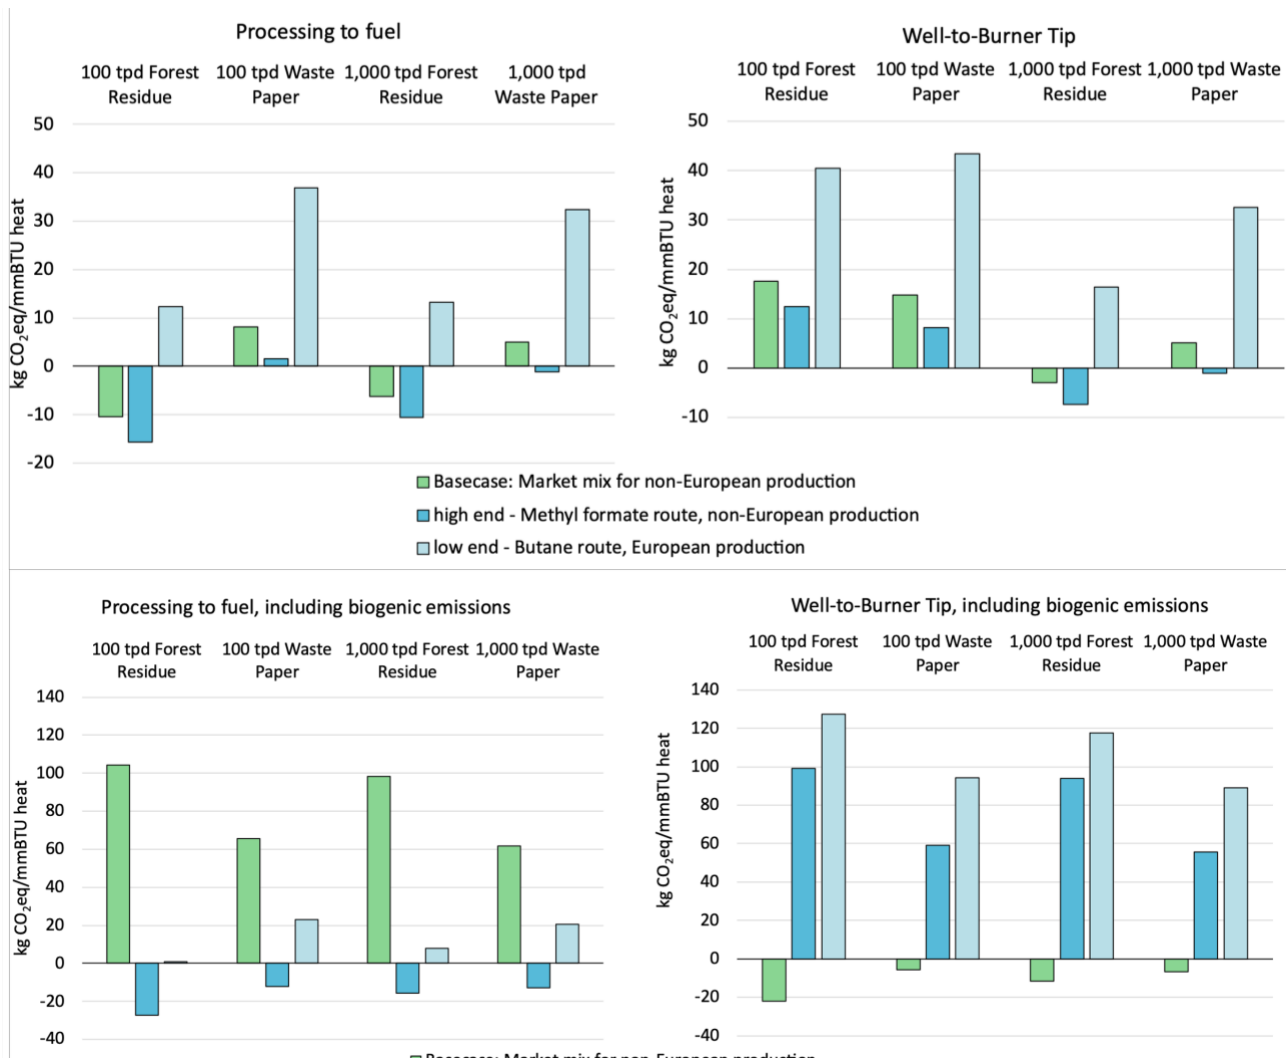 Processing to fuel
100 tpd Forest Residue
100 tpd Waste Paper
1,000 tpd Forest Residue
1,000 tpd Waste Paper
kg CO₂eq/mmBTU heat
50
40
30
20
10
0
-10
-20
Well-to-Burner Tip
100 tpd Forest Residue
100 tpd Waste Paper
1,000 tpd Forest Residue
1,000 tpd Waste Paper
kg CO₂eq/mmBTU heat
50
40
30
20
10
0
-10
Basecase: Market mix for non-European production
high end - Methyl formate route, non-European production
low end - Butane route, European production
Processing to fuel, including biogenic emissions
100 tpd Forest Residue
100 tpd Waste Paper
1,000 tpd Forest Residue
1,000 tpd Waste Paper
kg CO₂eq/mmBTU heat
140
120
100
80
60
40
20
0
-20
-40
Well-to-Burner Tip, including biogenic emissions
100 tpd Forest Residue
100 tpd Waste Paper
1,000 tpd Forest Residue
1,000 tpd Waste Paper
kg CO₂eq/mmBTU heat
140
120
100
80
60
40
20
0
-20
-40
Basecase: Market mix for non-European production